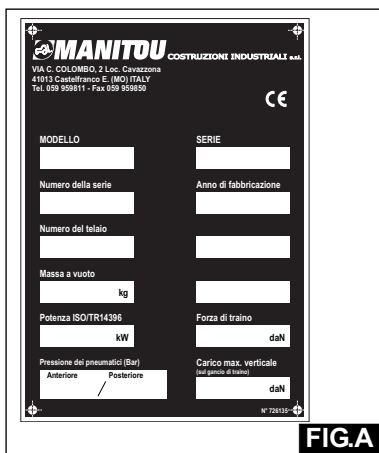 MANITOU COSTRUZIONI INDUSTRIALI s.r.l.
VIA C. COLOMBO, 2 Loc. Cavazzona
41013 Castelfranco E. (MO) ITALY
Tel. 059 959811 - Fax 059 959850
CE
MODELLO SERIE
Numero della serie Anno di fabbricazione
Numero del telaio
Massa a vuoto
kg
Potenza ISO/TR14396 Forza di traino
kW daN
Pressione dei pneumatici (Bar) Carico max. verticale
(sul gancio di traino)
Anteriore / Posteriore
daN
N° 726135
FIG.A